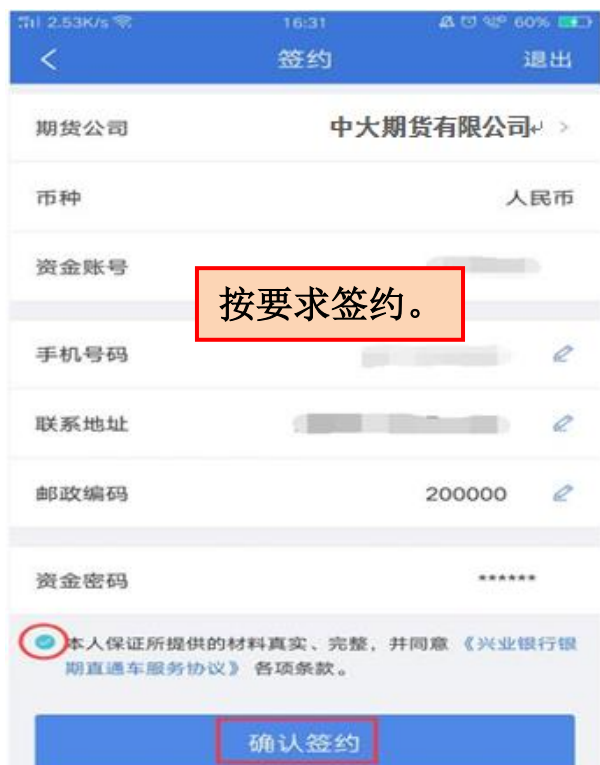 2.53K/s 16:31 60%
签约 退出
期货公司 中大期货有限公司
币种 人民币
资金账号
按要求签约。
手机号码
联系地址
邮政编码 200000
资金密码 ******
本人保证所提供的材料真实、完整，并同意《兴业银行银
期直通车服务协议》各项条款。
确认签约